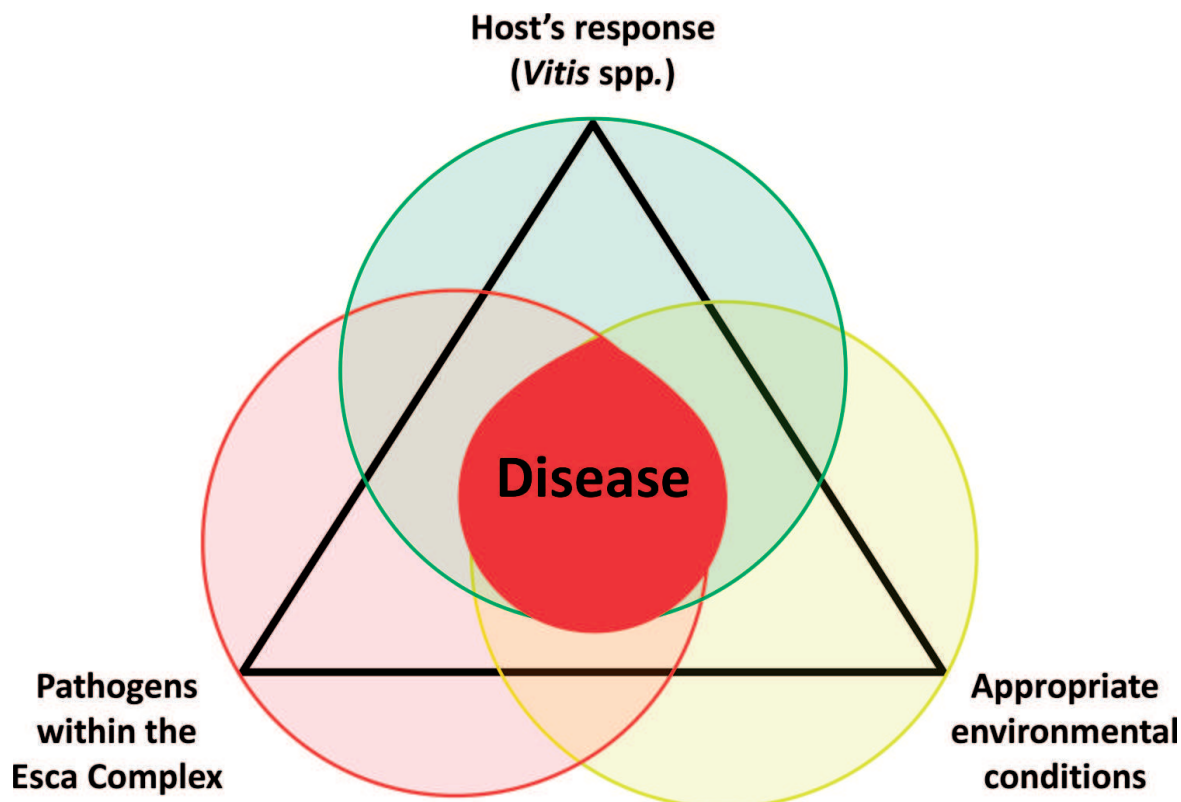 Host's response
(Vitis spp.)
Disease
Pathogens
within the
Esca Complex
Appropriate
environmental
conditions